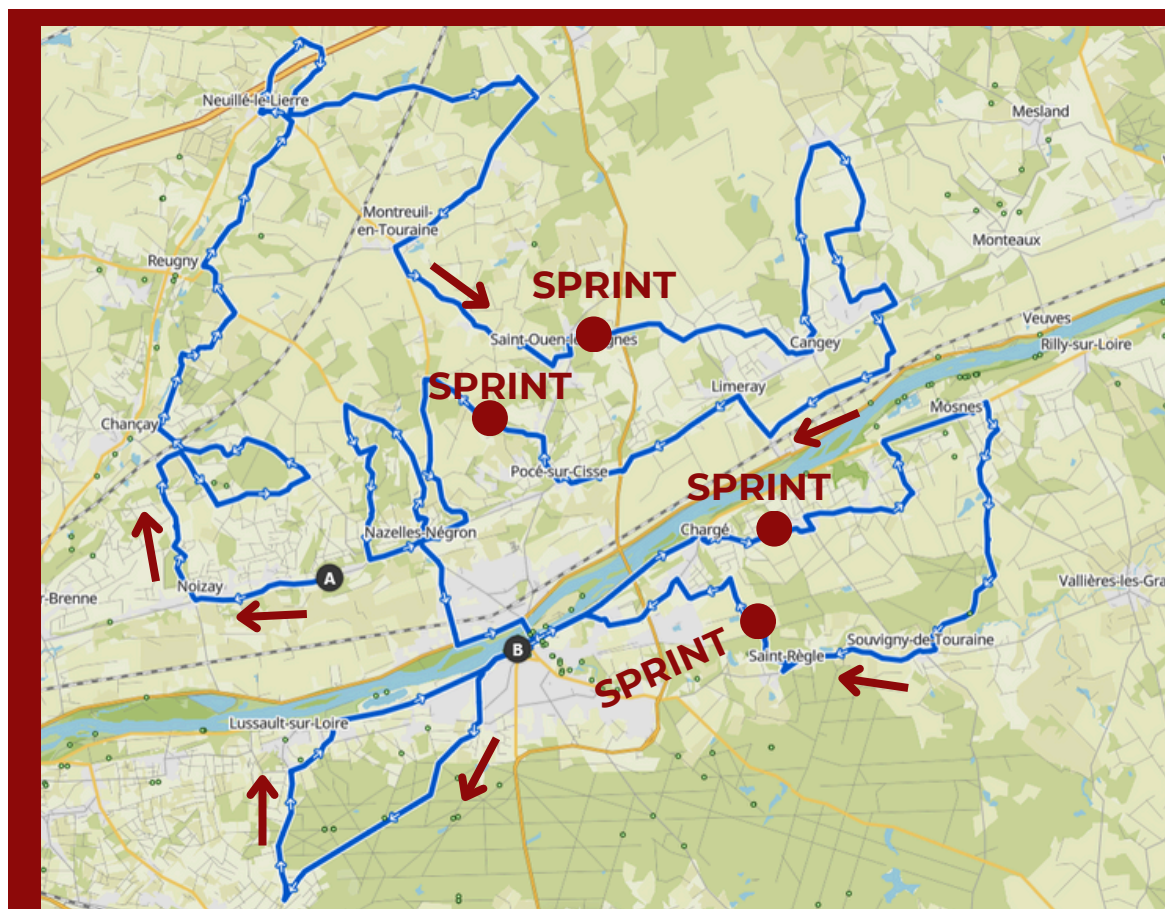 Neuillé-le-Lierre
Mesland
Montreuil-
en-Touraine
Monteaux
Reugny
SPRINT
Veuves
Saint-Ouen-les-Vignes
Cangey
Rilly-sur-Loire
SPRINT
Limeray
Mosnes
Chançay
Pocé-sur-Cisse
SPRINT
Nazelles-Négron
Chargé
A
Noizay
Vallières-les-Gra
r-Brenne
B
SPRINT
Souvigny-de-Touraine
Saint-Règle
Lussault-sur-Loire